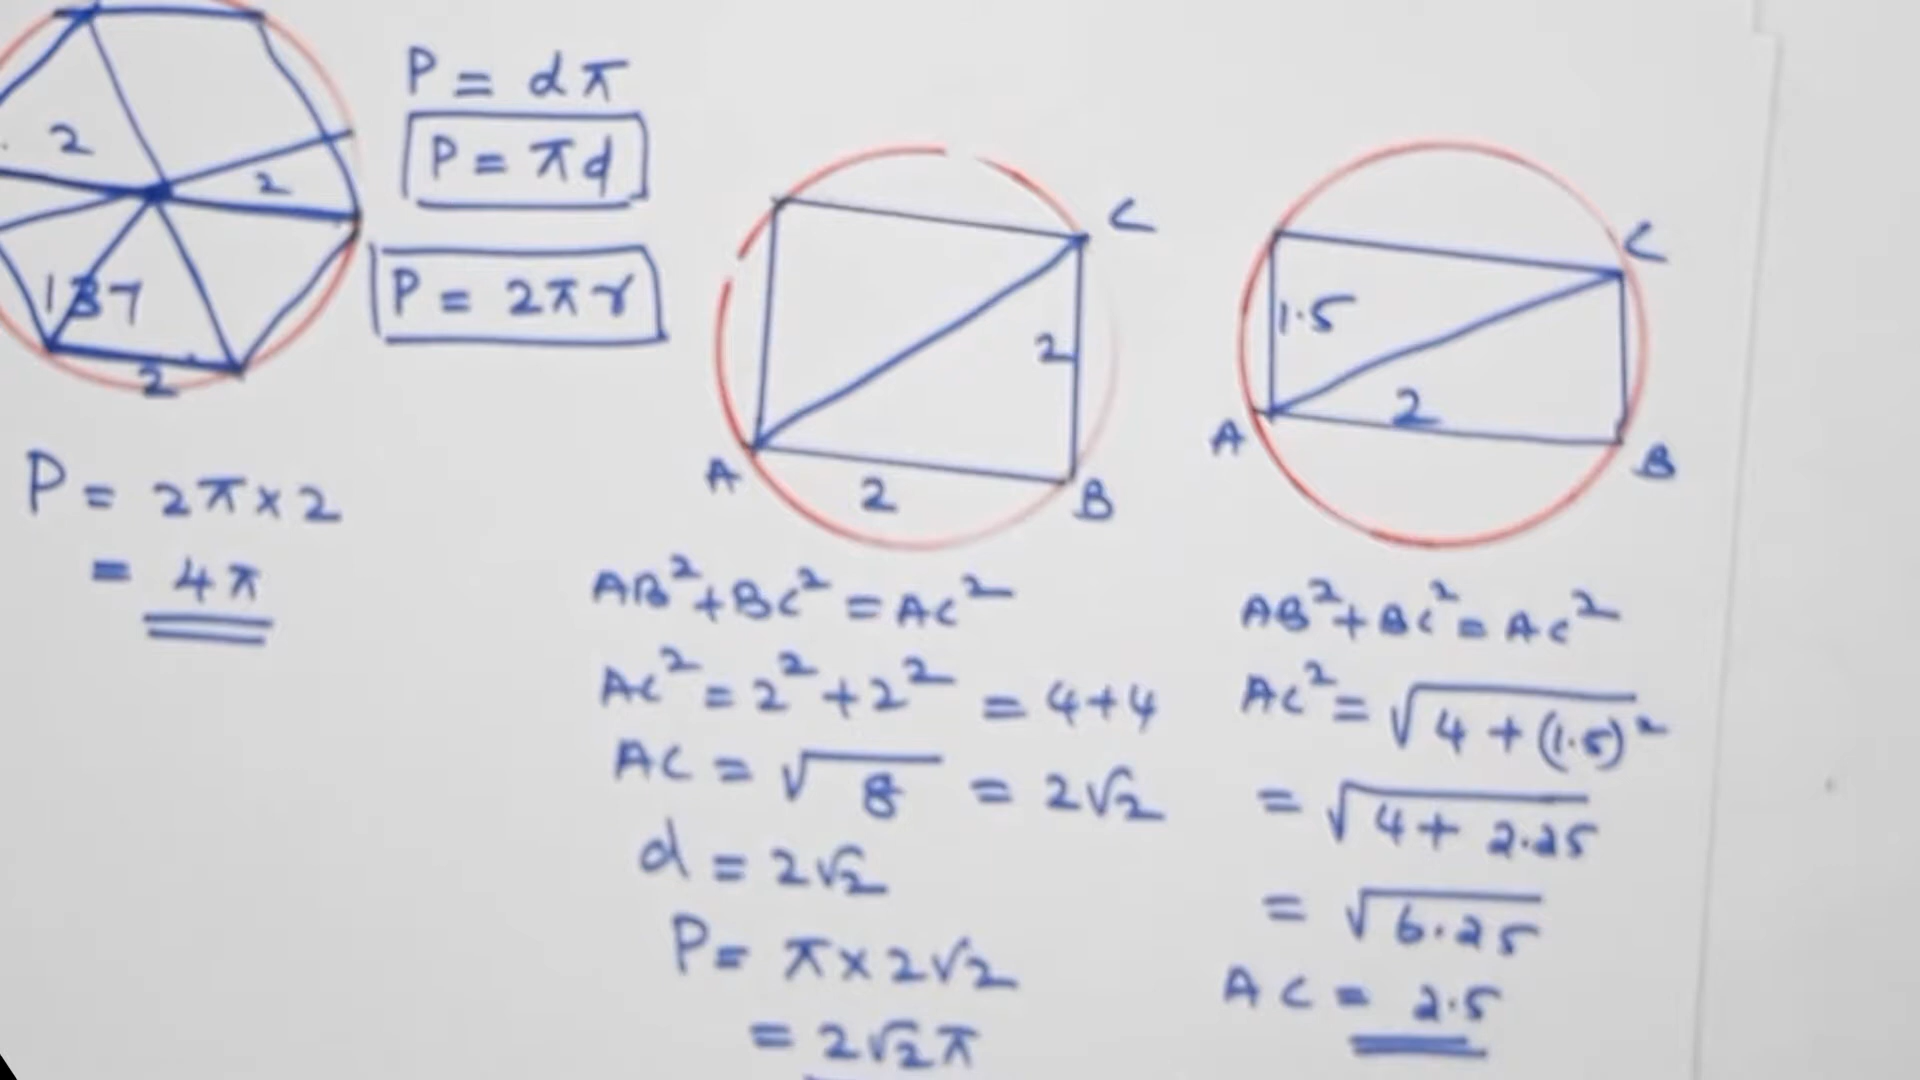 2
2
2
P = dπ
P = πd
P = 2πr
P = 2π×2
= 4π
C
2
A
2
B
AB²+BC² = AC²
AC² = 2²+2² = 4+4
AC = √8 = 2√2
d = 2√2
P = π×2√2
= 2√2π
C
1.5
2
A
B
AB²+BC² = AC²
AC² = √4+(1.5)²
= √4+2.25
= √6.25
AC = 2.5